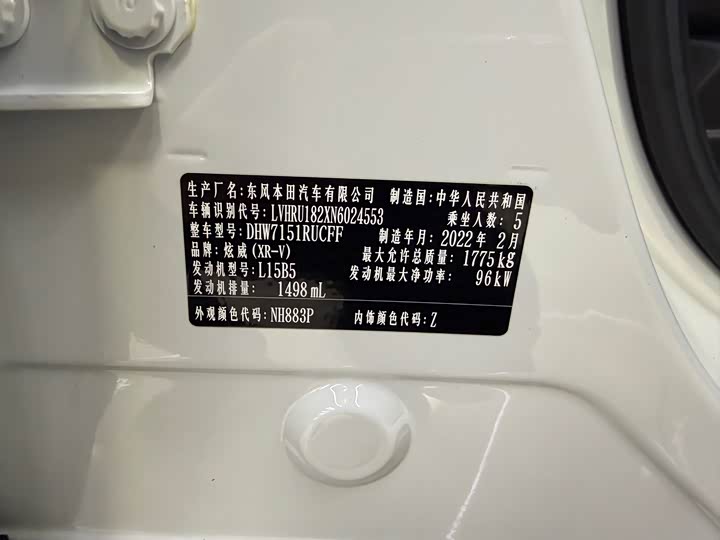 生产厂名:东风本田汽车有限公司 制造国:中华人民共和国
车辆识别代号:LVHRU182XN6024553 乘坐人数: 5
整车型号:DHW7151RUCFF 制造年月:2022年 2月
品牌:炫威(XR-V) 最大允许总质量: 1775kg
发动机型号:L15B5 发动机最大净功率: 96kW
发动机排量: 1498 mL
外观颜色代码:NH883P 内饰颜色代码:Z